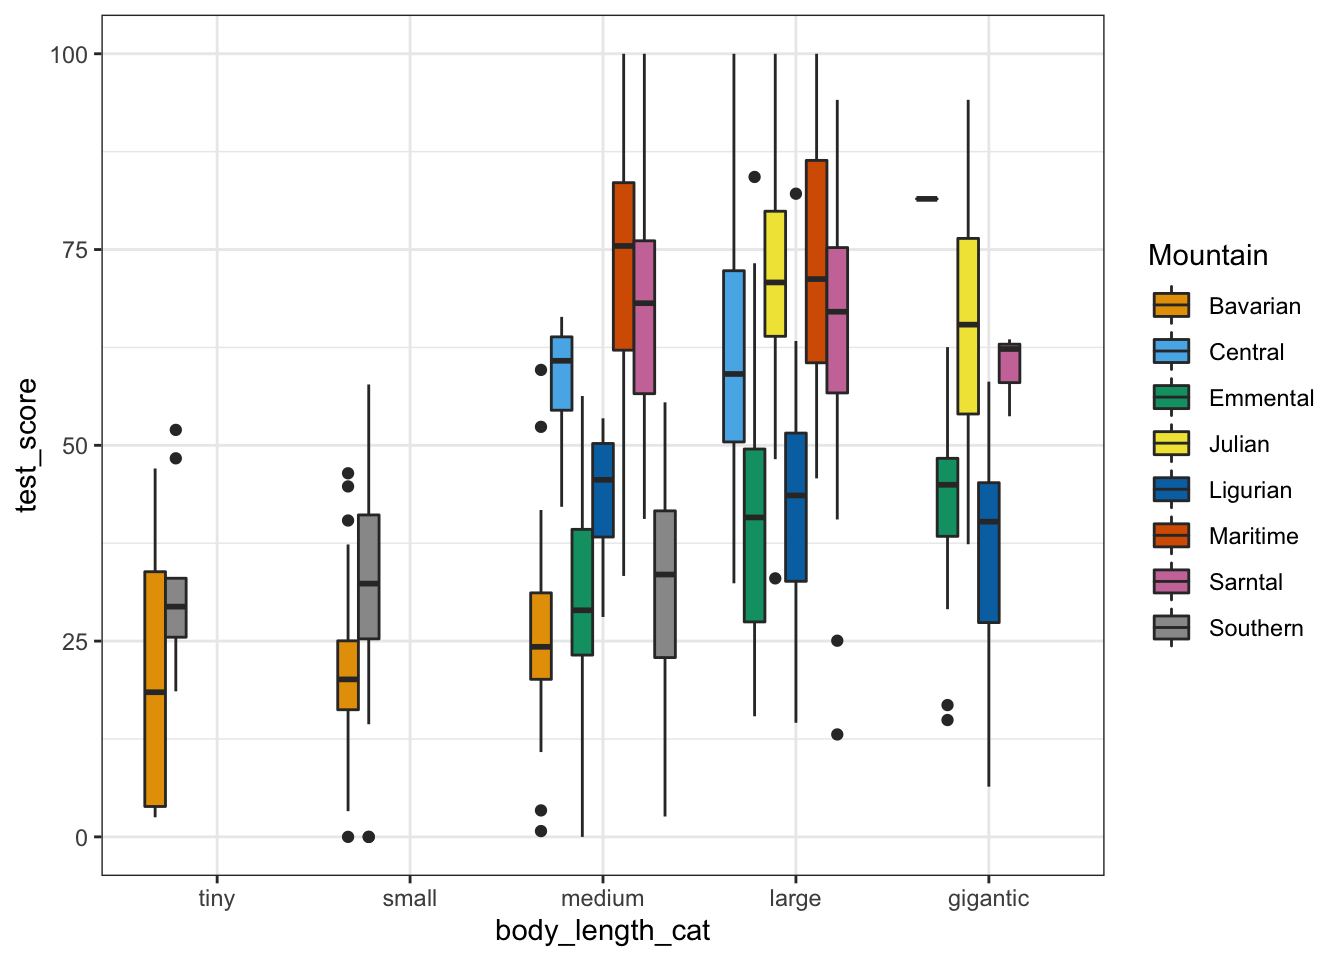 100
75
50
25
0
test_score
tiny small medium large gigantic
body_length_cat
Mountain
Bavarian
Central
Emmental
Julian
Ligurian
Maritime
Sarntal
Southern